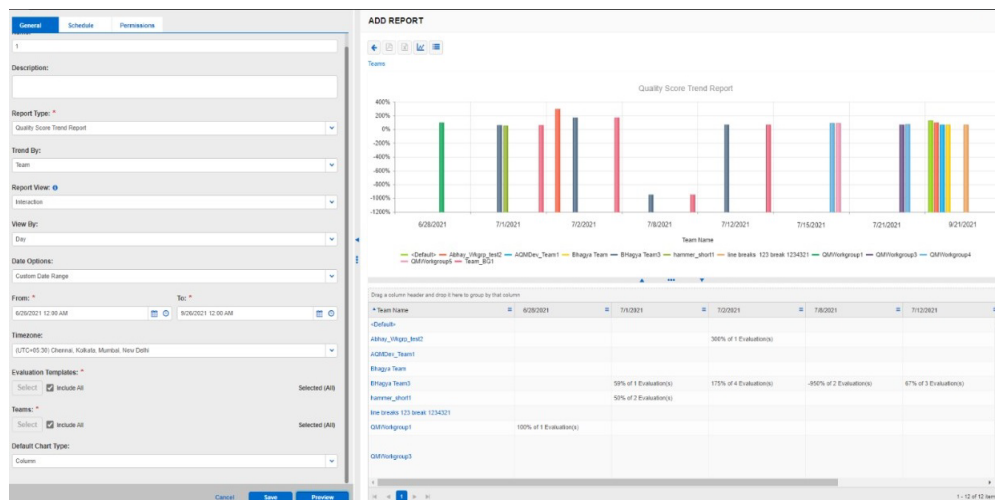 General Schedule Permissions
1
Description:
Report Type: *
Quality Score Trend Report
Trend By:
Team
Report View:
Interaction
View By:
Day
Date Options:
Custom Date Range
From: * To: *
6/26/2021 12:00 AM 9/26/2021 12:00 AM
Timezone:
(UTC+05:30) Chennai, Kolkata, Mumbai, New Delhi
Evaluation Templates: *
Select Include All Selected (All)
Teams: *
Select Include All Selected (All)
Default Chart Type:
Column
Cancel Save Preview
ADD REPORT
Teams
Quality Score Trend Report
400%
200%
0%
-200%
-400%
-600%
-800%
-1000%
-1200%
6/28/2021 7/1/2021 7/2/2021 7/8/2021 7/12/2021 7/15/2021 7/21/2021 9/21/2021
Team Name
<Default> Abhay_Wkgrp_test2 AQMDev_Team1 Bhagya Team BHagya Team3 hammer_short1 line breaks 123 break 1234321 QMWorkgroup1 QMWorkgroup3 QMWorkgroup4
QMWorkgroup5 Team_BQ1
Drag a column header and drop it here to group by that column
Team Name 6/28/2021 7/1/2021 7/2/2021 7/8/2021 7/12/2021
<Default>
Abhay_Wkgrp_test2 300% of 1 Evaluation(s)
AQMDev_Team1
Bhagya Team
BHagya Team3 59% of 1 Evaluation(s) 175% of 4 Evaluation(s) -950% of 2 Evaluation(s) 67% of 3 Evaluation(s)
hammer_short1 50% of 2 Evaluation(s)
line breaks 123 break 1234321
QMWorkgroup1 100% of 1 Evaluation(s)
QMWorkgroup3
1
1 - 12 of 12 items